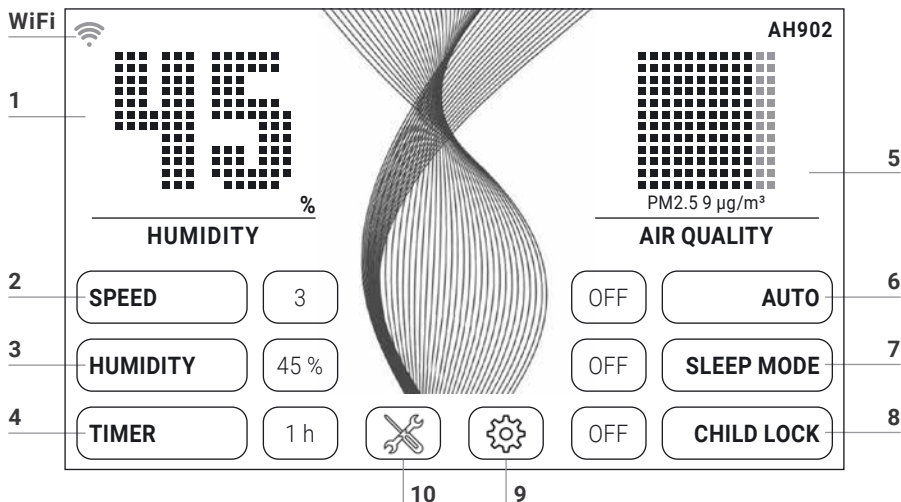 WiFi
AH902
1
45
5
%
PM2.5 9 µg/m³
HUMIDITY
AIR QUALITY
2
SPEED
3
OFF
AUTO
6
3
HUMIDITY
45 %
OFF
SLEEP MODE
7
4
TIMER
1 h
OFF
CHILD LOCK
8
10
9